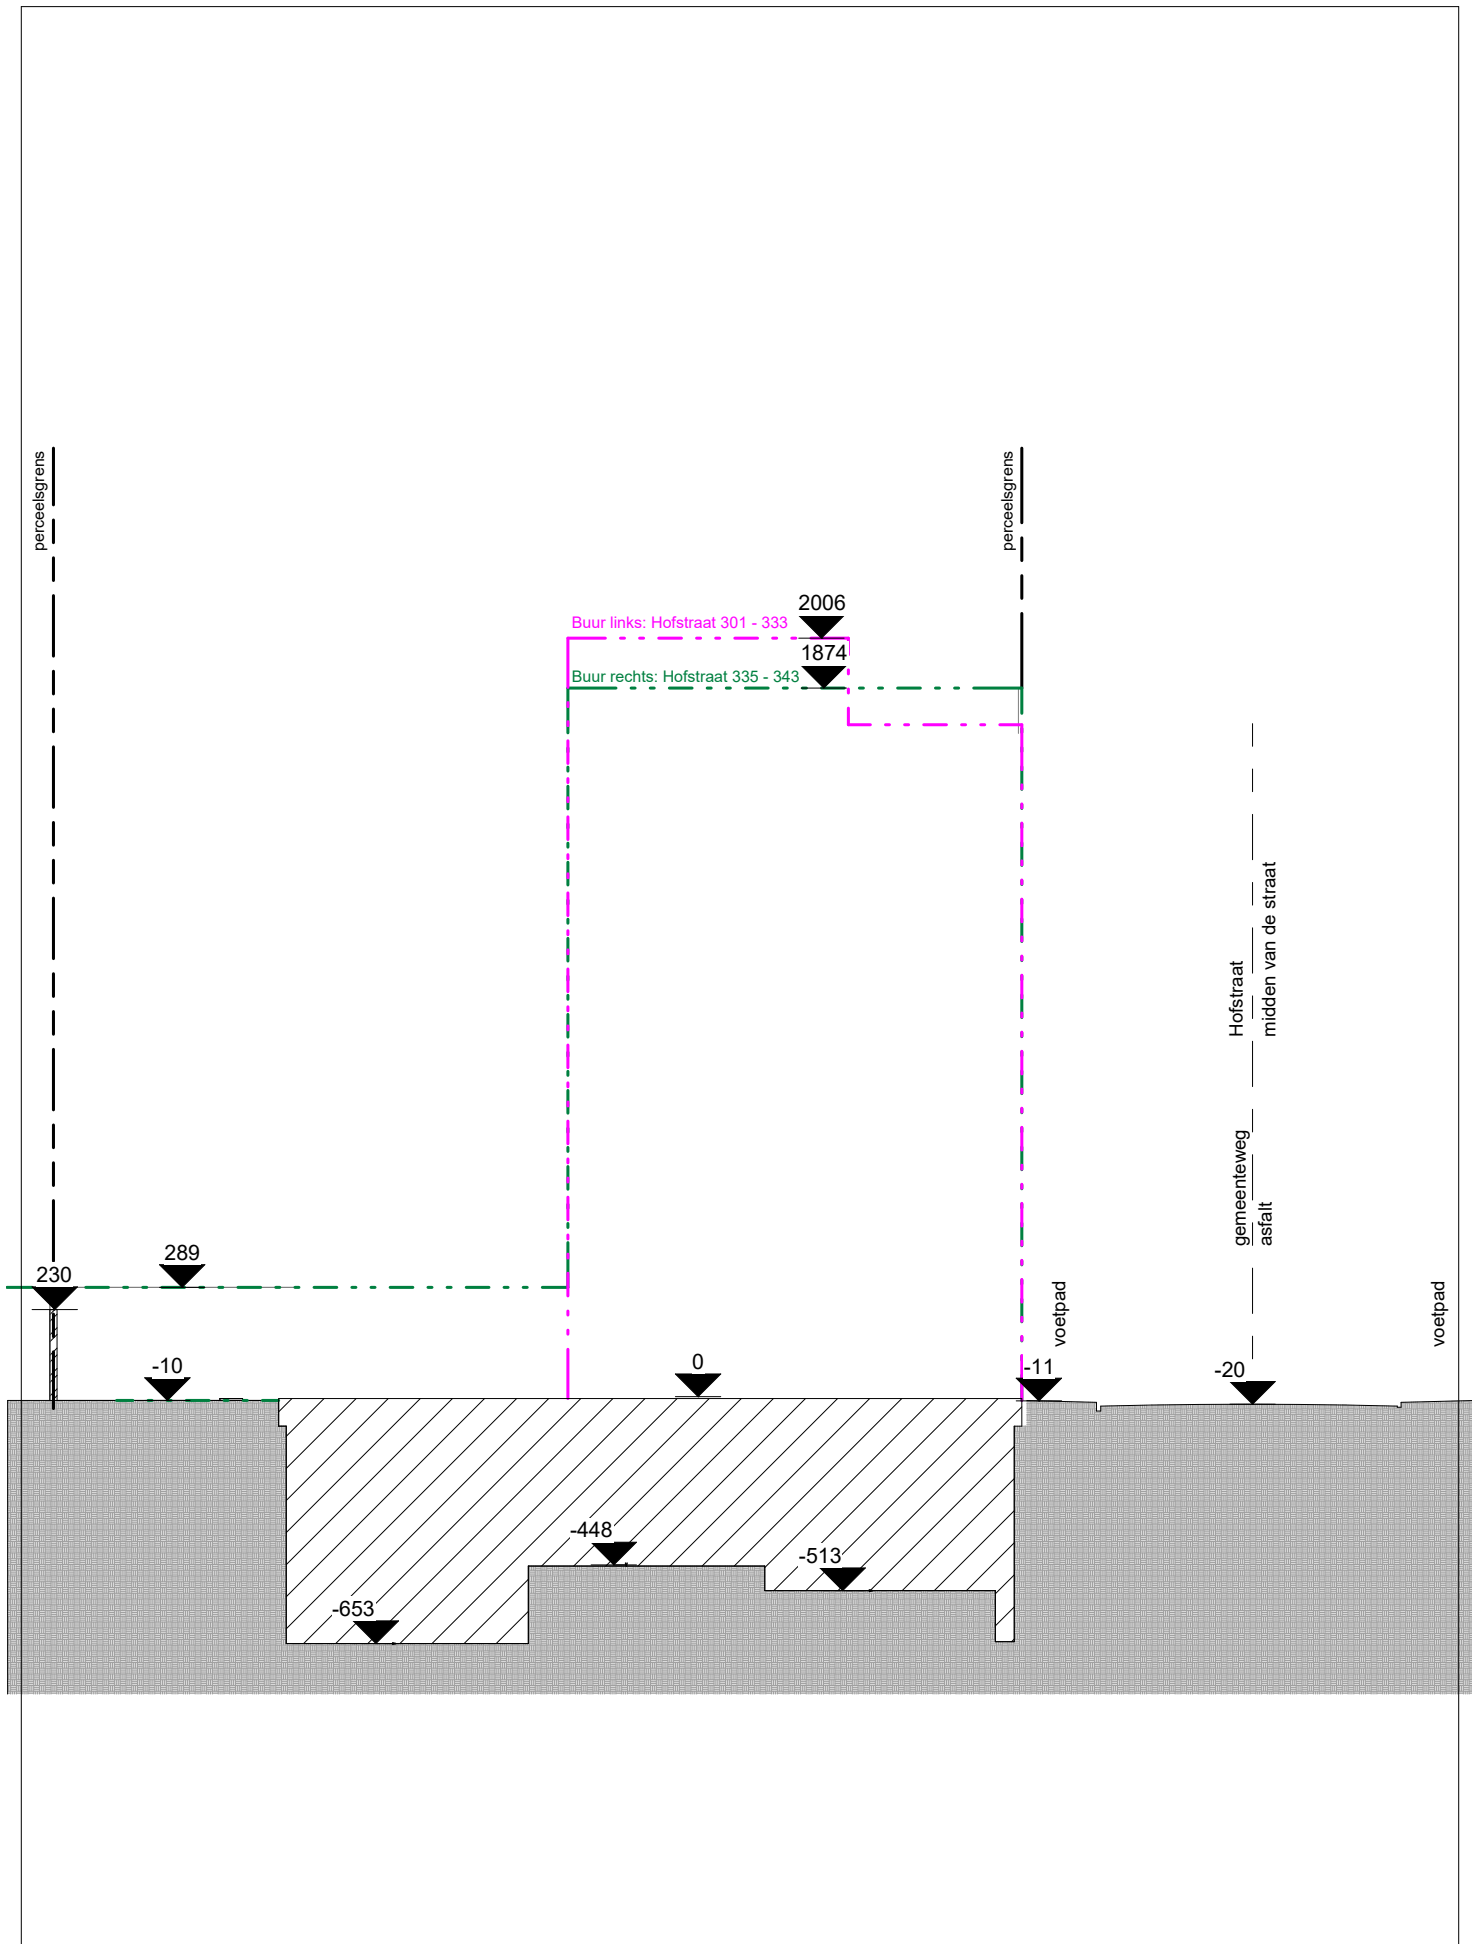 perceelsgrens
perceelsgrens
2006
Buur links: Hofstraat 301 - 333
1874
Buur rechts: Hofstraat 335 - 343
Hofstraat
midden van de straat
gemeenteweg
asfalt
289
230
voetpad
voetpad
-10
0
-11
-20
-448
-513
-653